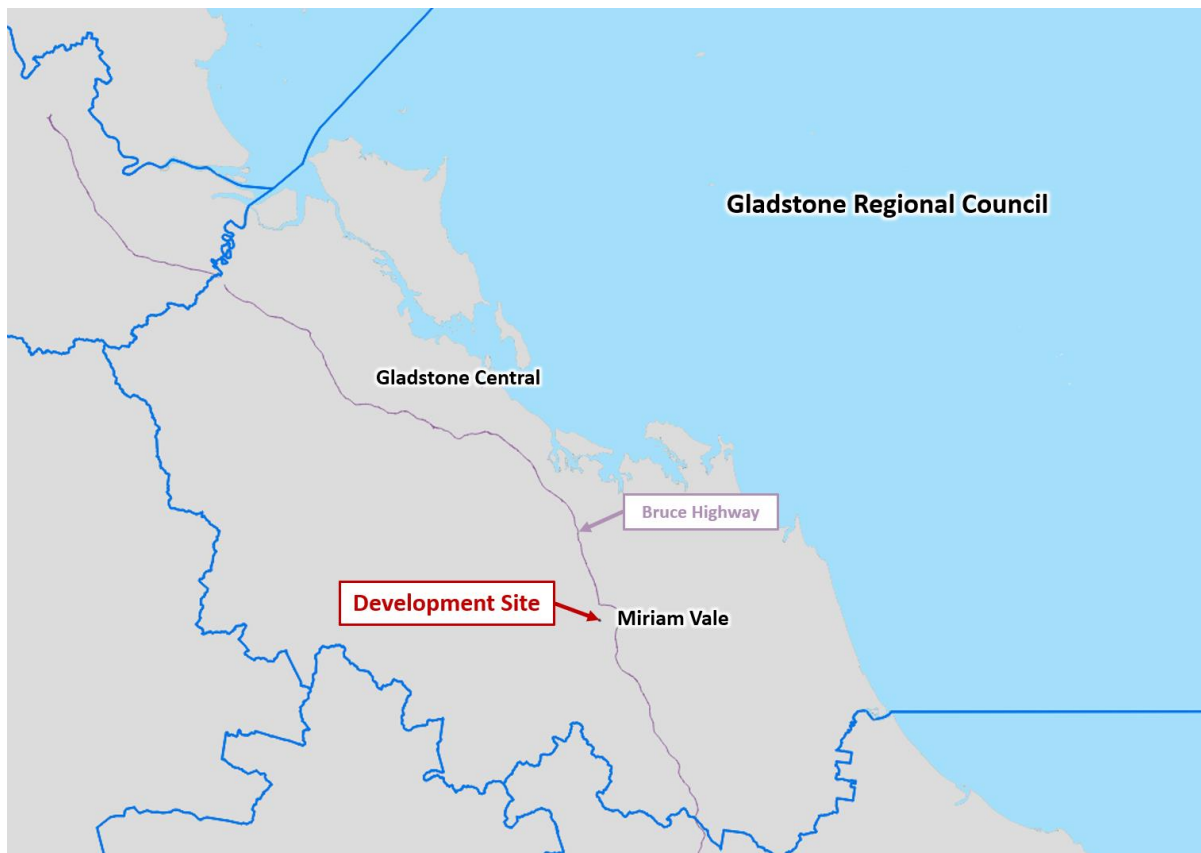 Gladstone Regional Council
Gladstone Central
Bruce Highway
Development Site
Miriam Vale